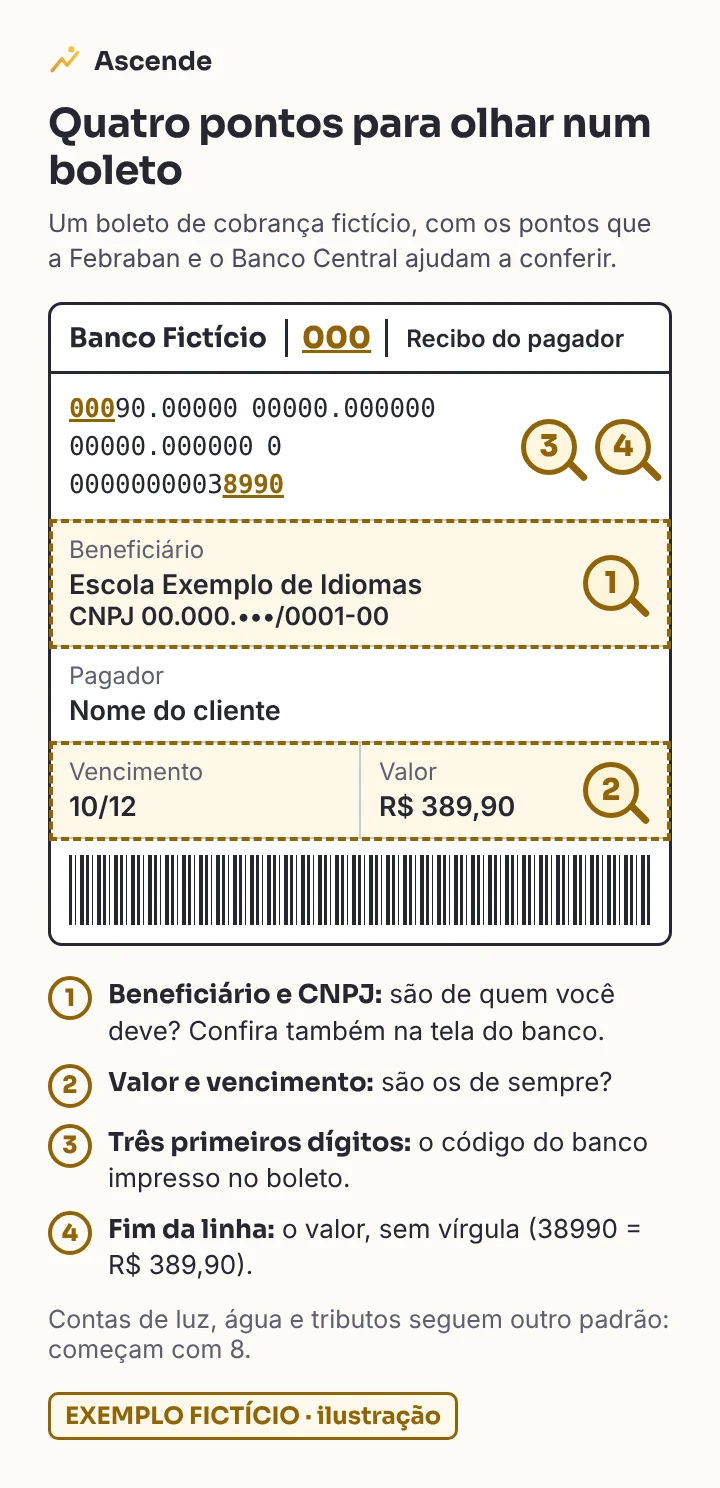 Ascende
Quatro pontos para olhar num
boleto
Um boleto de cobrança fictício, com os pontos que
a Febraban e o Banco Central ajudam a conferir.
Banco Fictício 000 Recibo do pagador
00090.00000 00000.000000
00000.000000 0
00000000038990
3 4
Beneficiário
Escola Exemplo de Idiomas
CNPJ 00.000.•••/0001-00
1
Pagador
Nome do cliente
Vencimento
10/12
Valor
R$ 389,90
2
1 Beneficiário e CNPJ: são de quem você
deve? Confira também na tela do banco.
2 Valor e vencimento: são os de sempre?
3 Três primeiros dígitos: o código do banco
impresso no boleto.
4 Fim da linha: o valor, sem vírgula (38990 =
R$ 389,90).
Contas de luz, água e tributos seguem outro padrão:
começam com 8.
EXEMPLO FICTÍCIO · ilustração